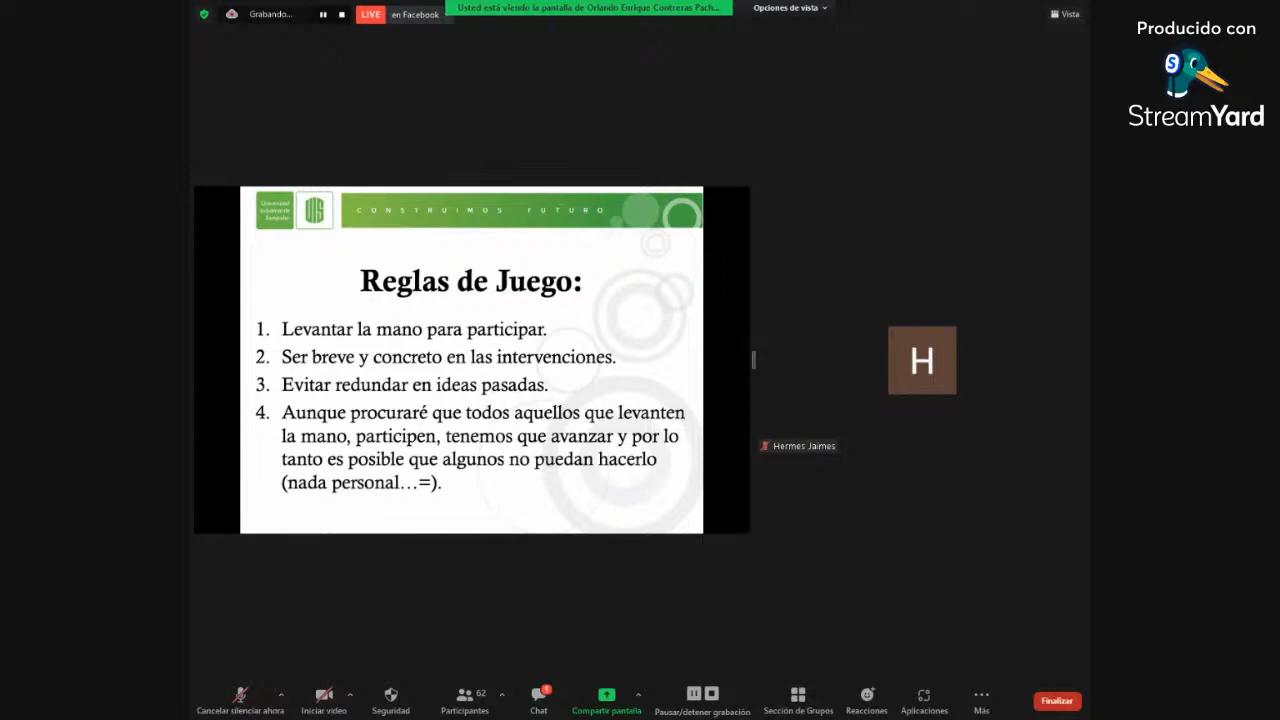 Grabando...
LIVE en Facebook
Usted está viendo la pantalla de Orlando Enrique Contreras Pach...
Opciones de vista
Vista
Producido con
StreamYard
Universidad
Industrial de
Santander
UIS
CONSTRUIMOS FUTURO
Reglas de Juego:
1. Levantar la mano para participar.
2. Ser breve y concreto en las intervenciones.
3. Evitar redundar en ideas pasadas.
4. Aunque procuraré que todos aquellos que levanten
la mano, participen, tenemos que avanzar y por lo
tanto es posible que algunos no puedan hacerlo
(nada personal...=).
H
Hermes Jaimes
Cancelar silenciar ahora
Iniciar video
Seguridad
62
Participantes
1
Chat
Compartir pantalla
Pausar/detener grabación
Sección de Grupos
Reacciones
Aplicaciones
Más
Finalizar